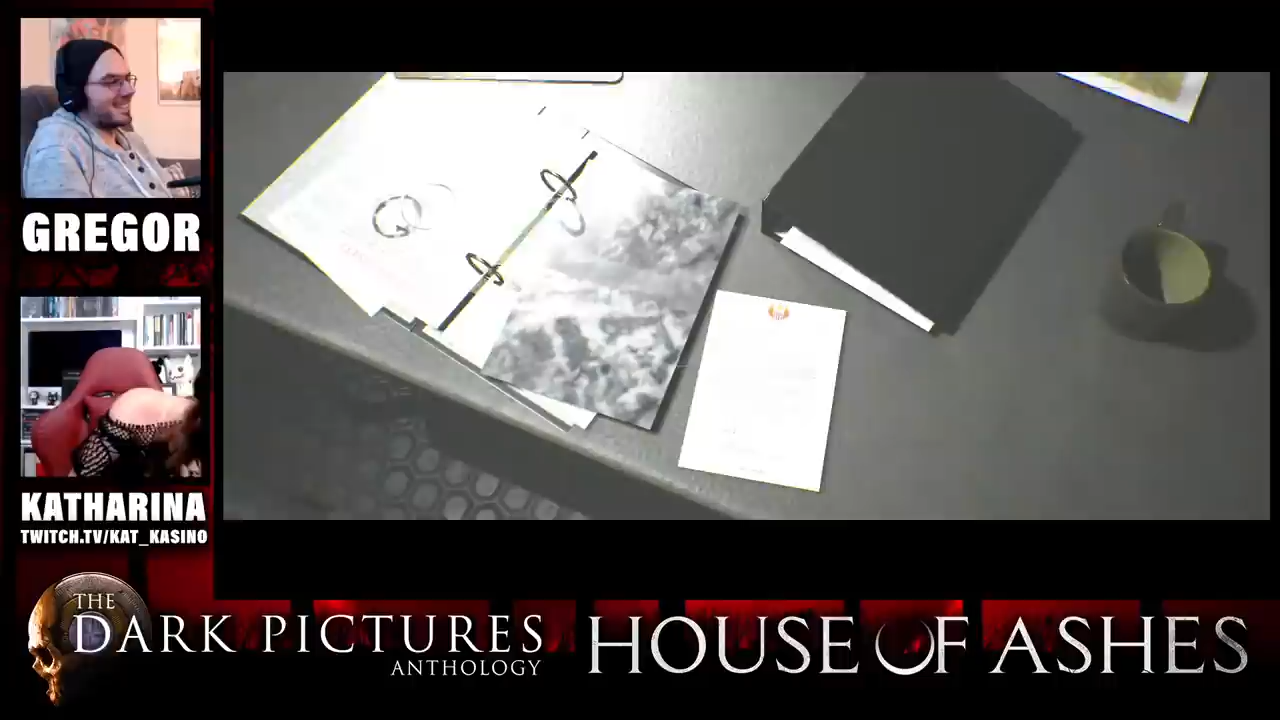 GREGOR
KATHARINA
TWITCH.TV/KAT_KASINO
THE
DARK PICTURES
ANTHOLOGY
HOUSE OF ASHES